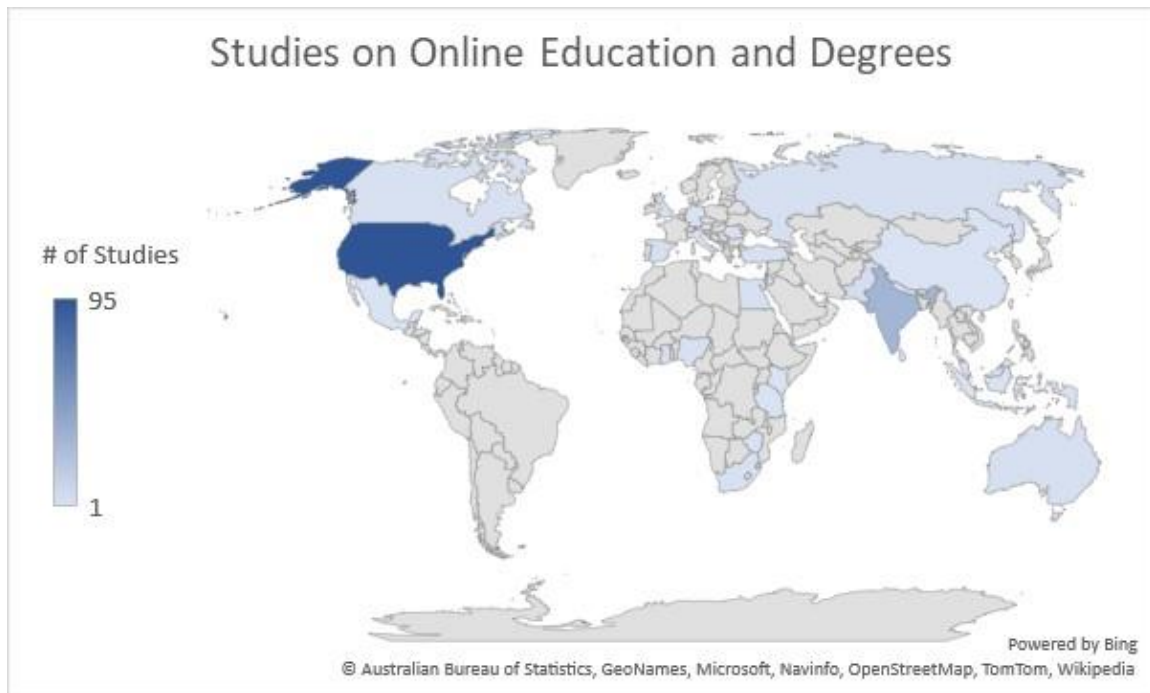 Studies on Online Education and Degrees
# of Studies
95
1
Powered by Bing
© Australian Bureau of Statistics, GeoNames, Microsoft, Navinfo, OpenStreetMap, TomTom, Wikipedia